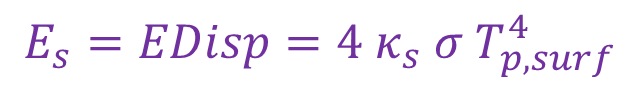 E_s = EDisp = 4 κ_s σ T_{p,surf}^4